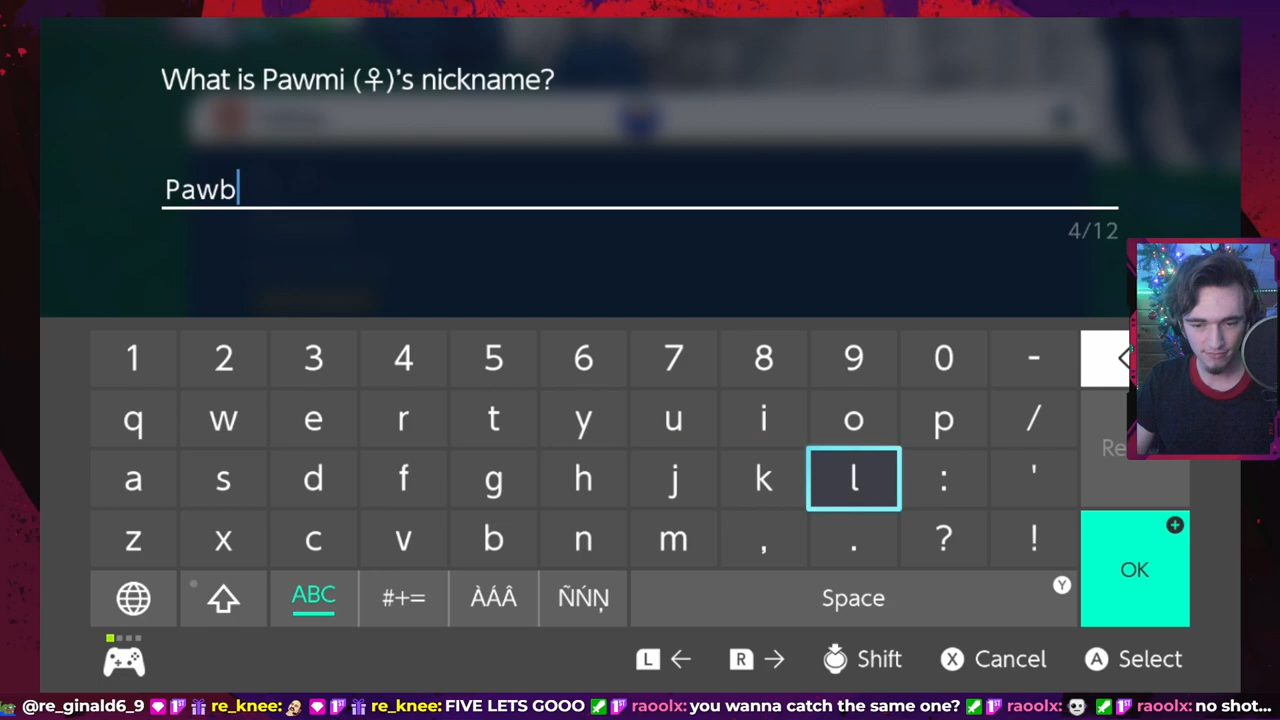 What is Pawmi (♀)'s nickname?
Pawb
4/12
1 2 3 4 5 6 7 8 9 0 -
q w e r t y u i o p /
Re
a s d f g h j k l : '
z x c v b n m , . ? !
+
OK
ABC #+= ÀÁÂ ÑŃŅ Space Y
L ← R → Shift X Cancel A Select
@re_ginald6_9 re_knee: re_knee: FIVE LETS GOOO raoolx: you wanna catch the same one? raoolx: raoolx: no shot...